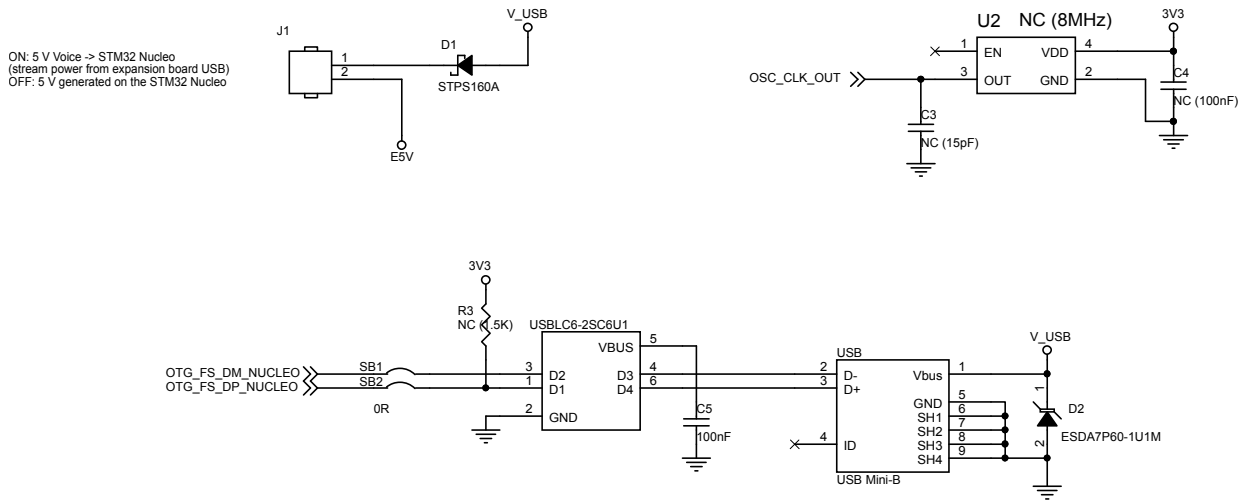 J1
ON: 5 V Voice -> STM32 Nucleo
(stream power from expansion board USB)
OFF: 5 V generated on the STM32 Nucleo
1
2
D1
STPS160A
V_USB
E5V
U2 NC (8MHz)
3V3
1 EN VDD 4
OSC_CLK_OUT 3 OUT GND 2
C4
NC (100nF)
C3
NC (15pF)
3V3
R3
NC (1.5K)
USBLC6-2SC6U1
VBUS 5
OTG_FS_DM_NUCLEO SB1 3 D2 D3 4
OTG_FS_DP_NUCLEO SB2 1 D1 D4 6
0R
2 GND
C5
100nF
USB
V_USB
2 D- Vbus 1
3 D+
GND 5
SH1 6
SH2 7
4 ID SH3 8
SH4 9
USB Mini-B
1
D2
ESDA7P60-1U1M
2